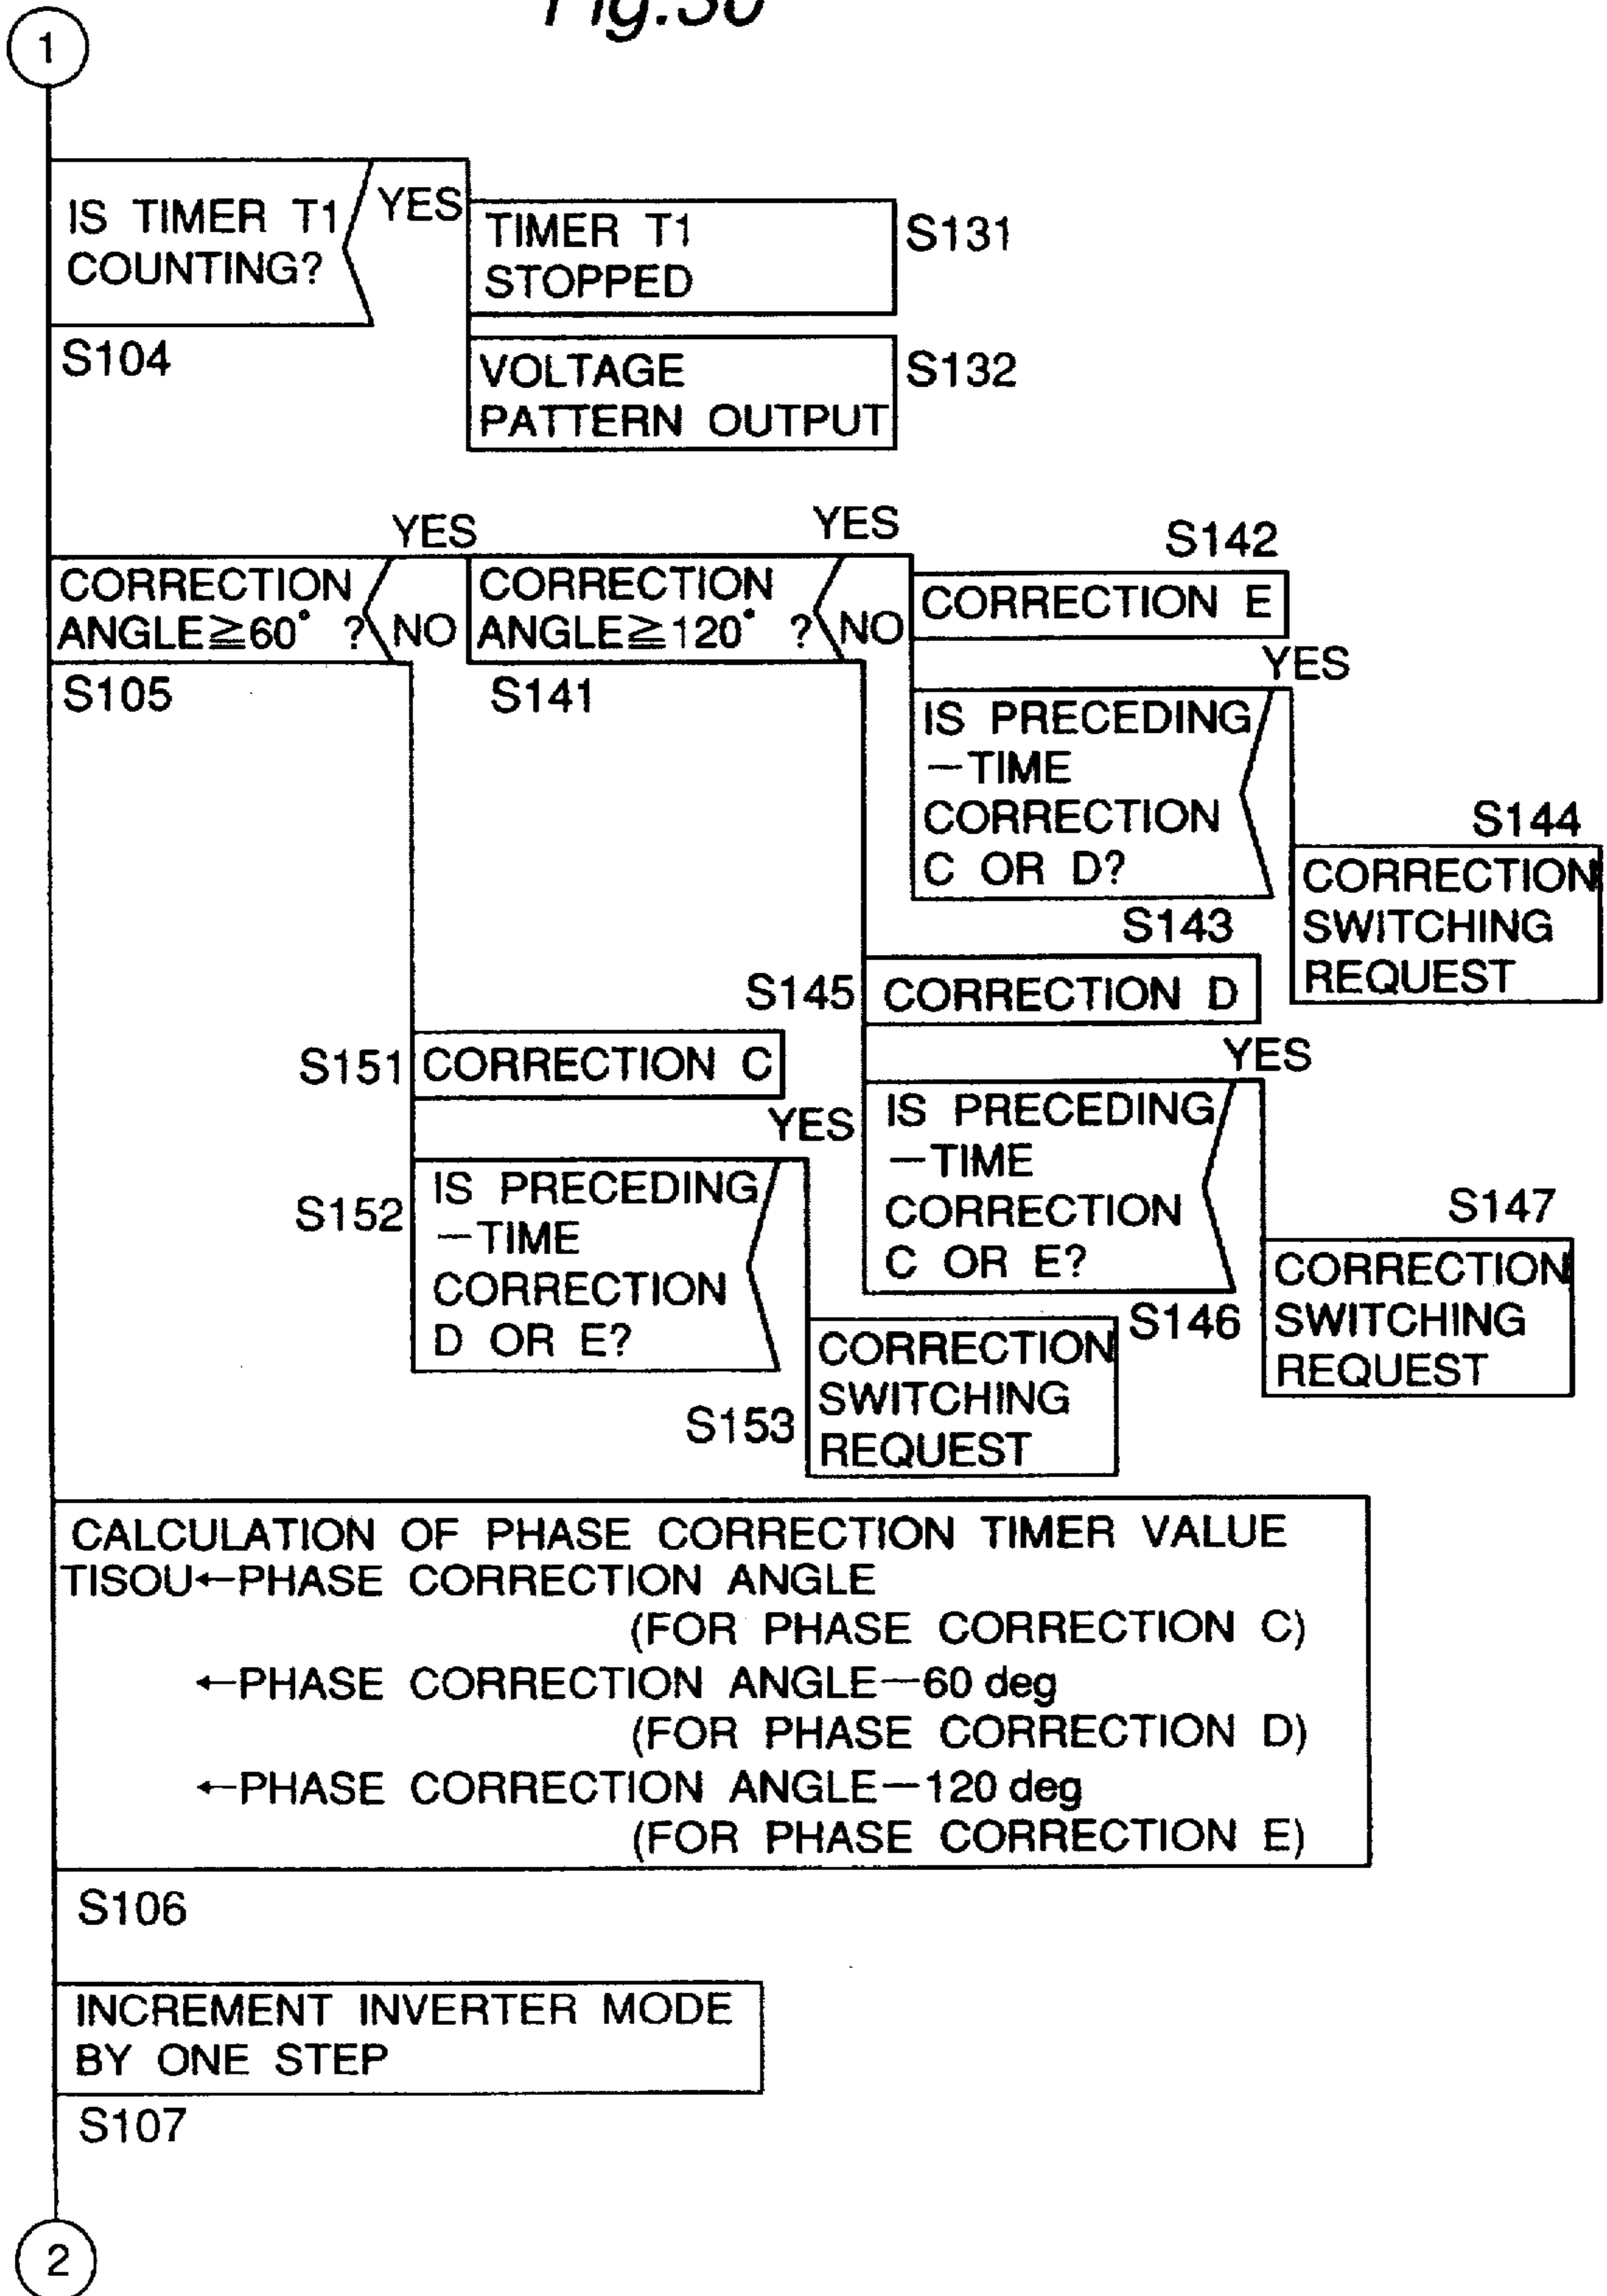 Fig.30
1
IS TIMER T1
COUNTING?
YES
TIMER T1
STOPPED
S131
S104
VOLTAGE
PATTERN OUTPUT
S132
YES
CORRECTION
ANGLE≧60° ?
NO
S105
YES
CORRECTION
ANGLE≧120° ?
NO
S141
S142
CORRECTION E
YES
IS PRECEDING
—TIME
CORRECTION
C OR D?
S143
S144
CORRECTION
SWITCHING
REQUEST
S145
CORRECTION D
YES
IS PRECEDING
—TIME
CORRECTION
C OR E?
S146
S147
CORRECTION
SWITCHING
REQUEST
S151
CORRECTION C
YES
S152
IS PRECEDING
—TIME
CORRECTION
D OR E?
S153
CORRECTION
SWITCHING
REQUEST
CALCULATION OF PHASE CORRECTION TIMER VALUE
TISOU←PHASE CORRECTION ANGLE
(FOR PHASE CORRECTION C)
←PHASE CORRECTION ANGLE—60 deg
(FOR PHASE CORRECTION D)
←PHASE CORRECTION ANGLE—120 deg
(FOR PHASE CORRECTION E)
S106
INCREMENT INVERTER MODE
BY ONE STEP
S107
2